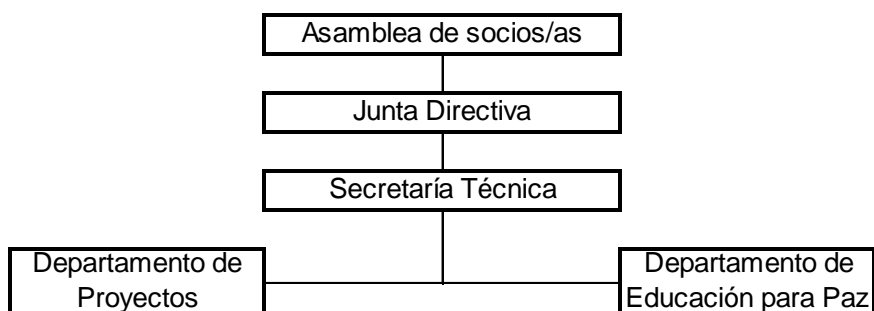 Asamblea de socios/as
Junta Directiva
Secretaría Técnica
Departamento de
Proyectos
Departamento de
Educación para Paz